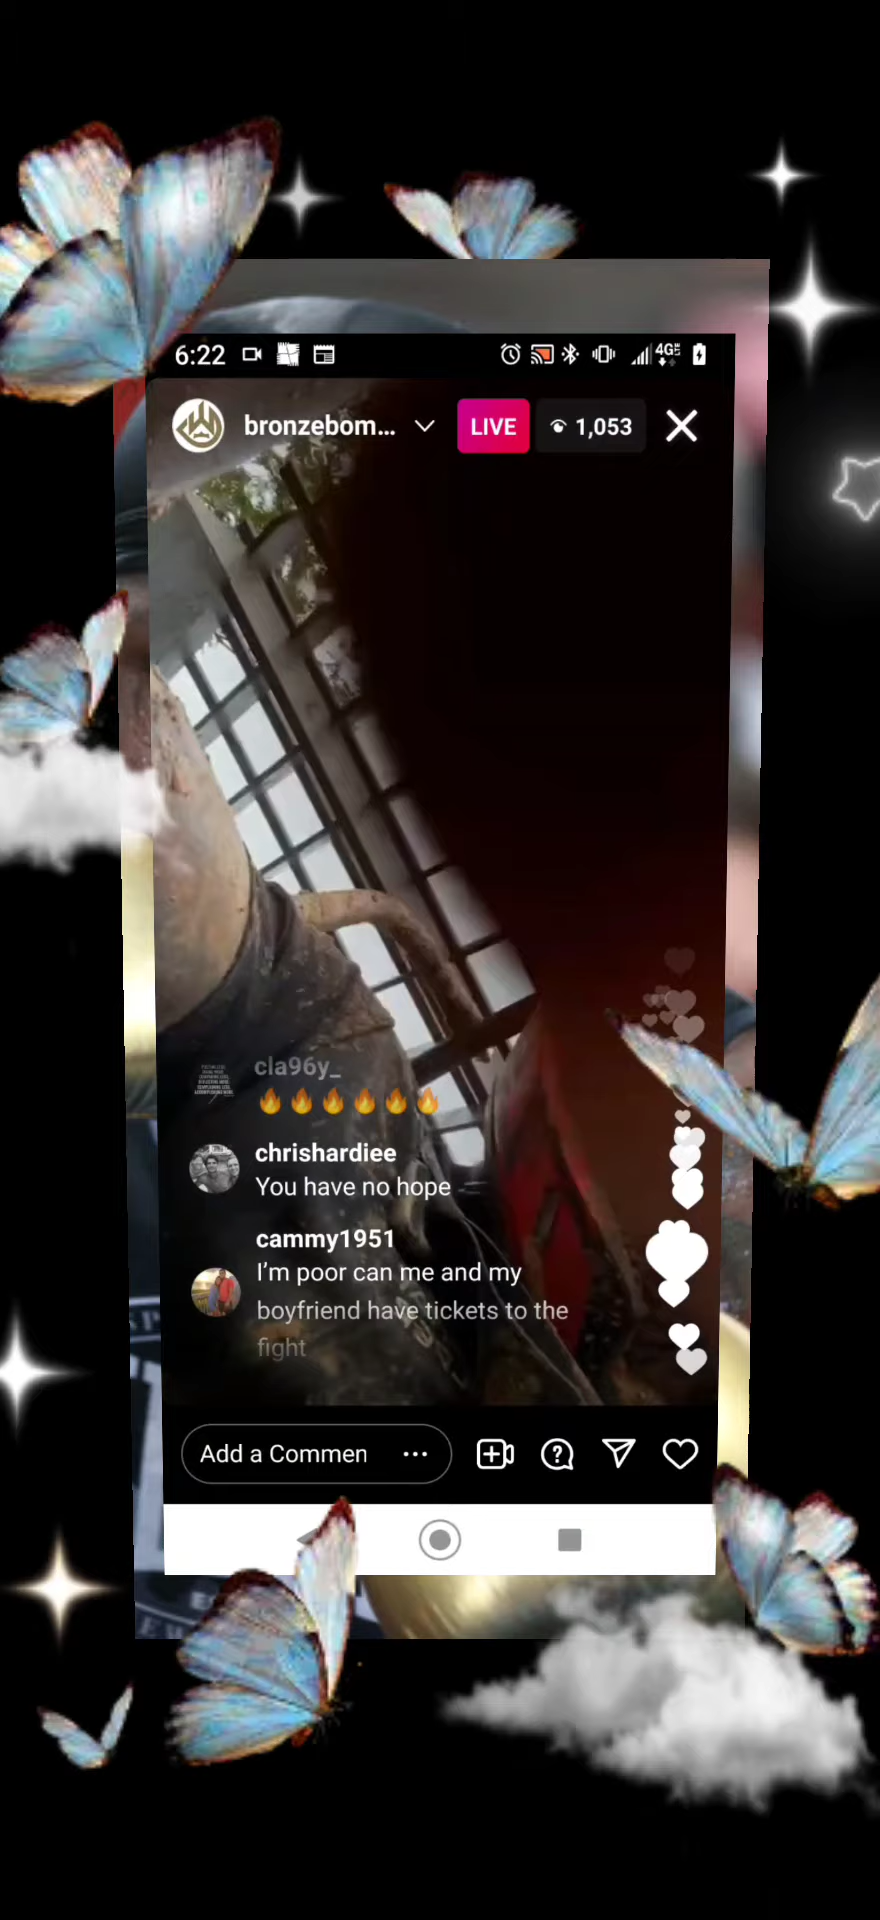 6:22
4G
bronzebom...
LIVE
1,053
cla96y_
🔥🔥🔥🔥🔥🔥
chrishardiee
You have no hope
cammy1951
I’m poor can me and my
boyfriend have tickets to the
fight
Add a Commen